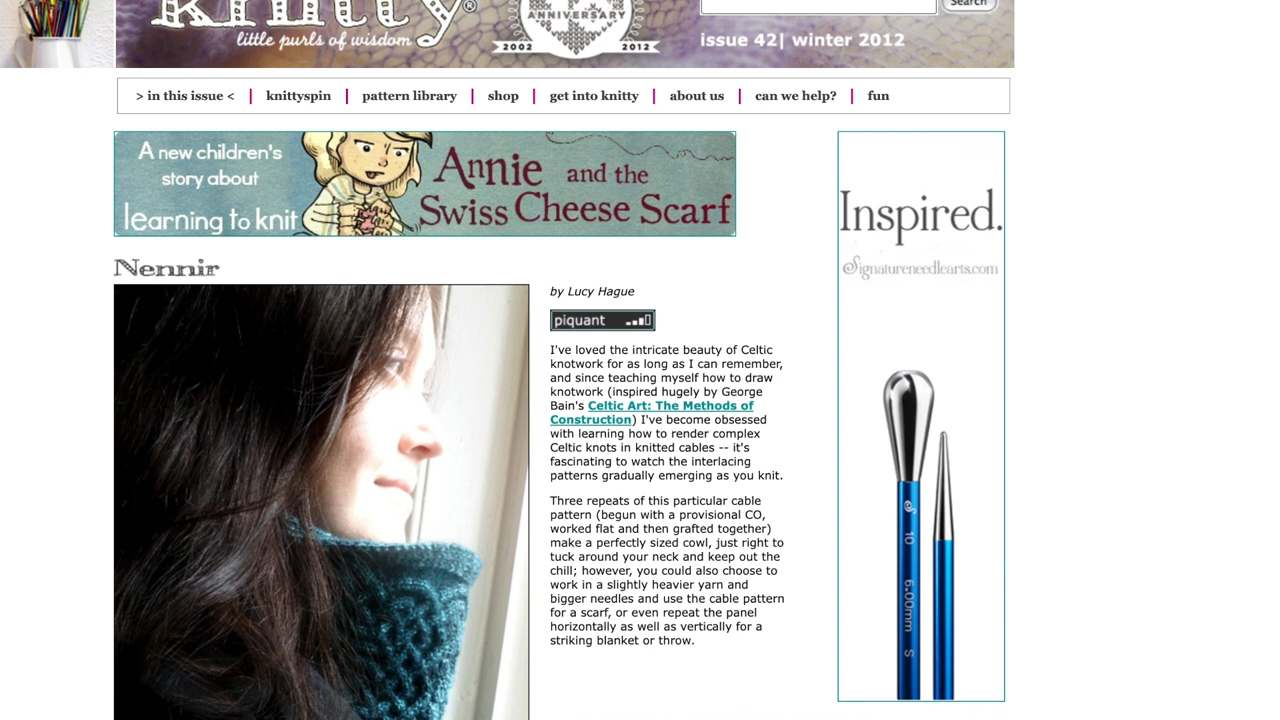 knitty®
little purls of wisdom
ANNIVERSARY
2002 2012
Search
issue 42| winter 2012
> in this issue <
knittyspin
pattern library
shop
get into knitty
about us
can we help?
fun
A new children's
story about
learning to knit
Annie and the
Swiss Cheese Scarf
Inspired.
Signatureneedlearts.com
10
6.00mm
S
Nennir
by Lucy Hague
piquant
I've loved the intricate beauty of Celtic
knotwork for as long as I can remember,
and since teaching myself how to draw
knotwork (inspired hugely by George
Bain's Celtic Art: The Methods of
Construction) I've become obsessed
with learning how to render complex
Celtic knots in knitted cables -- it's
fascinating to watch the interlacing
patterns gradually emerging as you knit.
Three repeats of this particular cable
pattern (begun with a provisional CO,
worked flat and then grafted together)
make a perfectly sized cowl, just right to
tuck around your neck and keep out the
chill; however, you could also choose to
work in a slightly heavier yarn and
bigger needles and use the cable pattern
for a scarf, or even repeat the panel
horizontally as well as vertically for a
striking blanket or throw.